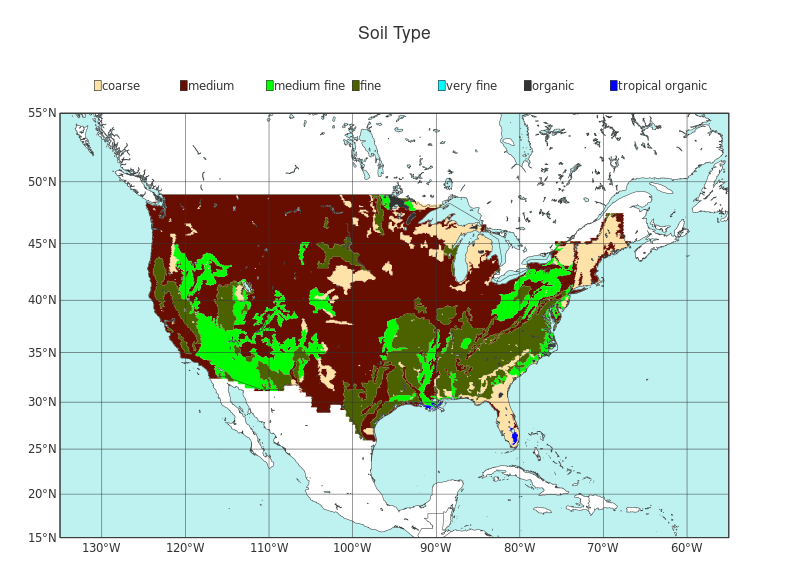 Soil Type
coarse medium medium fine fine very fine organic tropical organic
55°N
50°N
45°N
40°N
35°N
30°N
25°N
20°N
15°N
130°W 120°W 110°W 100°W 90°W 80°W 70°W 60°W